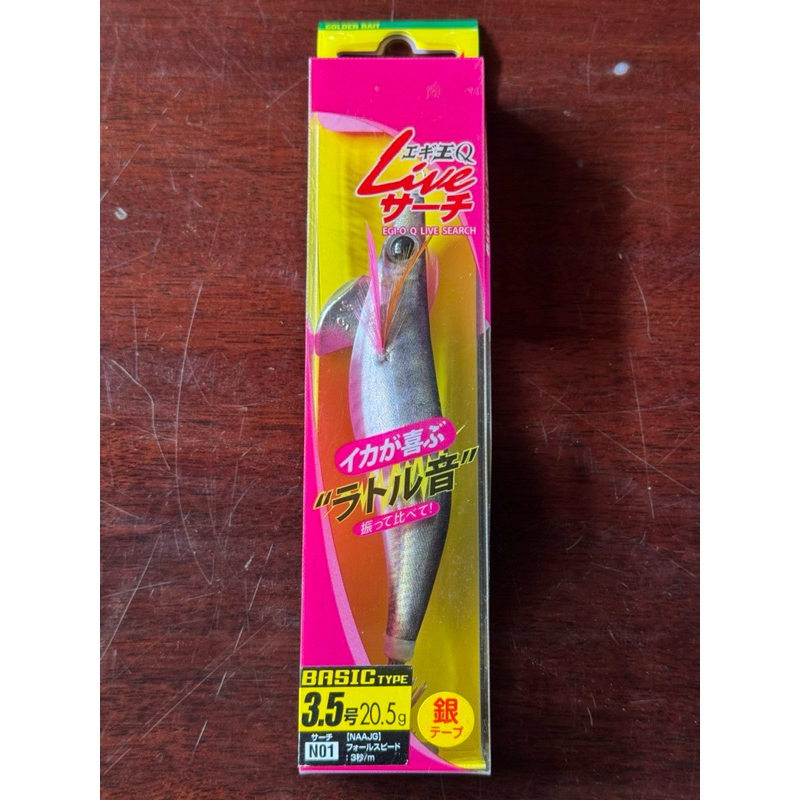 GOLDEN BAIT
エギ王Q
Live
サーチ
EGI-O Q LIVE SEARCH
イカが喜ぶ
"ラトル音"
振って比べて!
BASIC TYPE
3.5号20.5g
サーチ
N01
【NAAJG】
フォールスピード
:3秒/m
銀
テープ